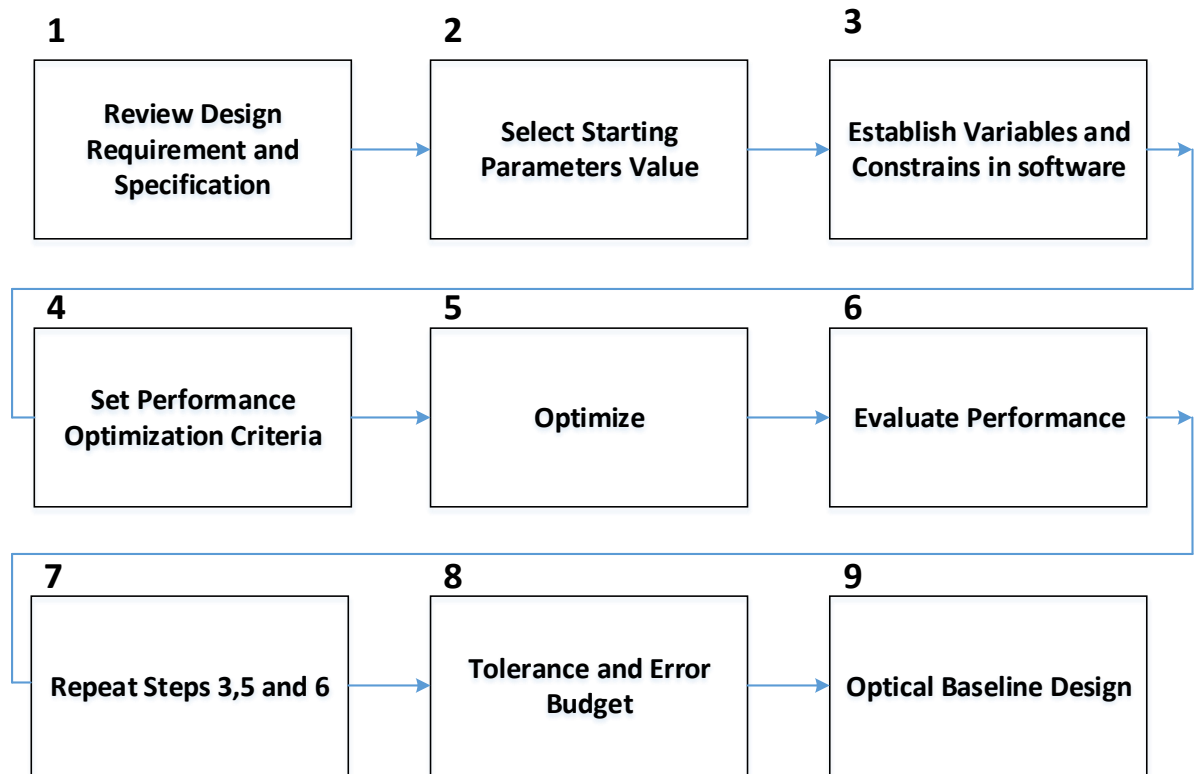 1
Review Design
Requirement and
Specification
2
Select Starting
Parameters Value
3
Establish Variables and
Constrains in software
4
Set Performance
Optimization Criteria
5
Optimize
6
Evaluate Performance
7
Repeat Steps 3,5 and 6
8
Tolerance and Error
Budget
9
Optical Baseline Design